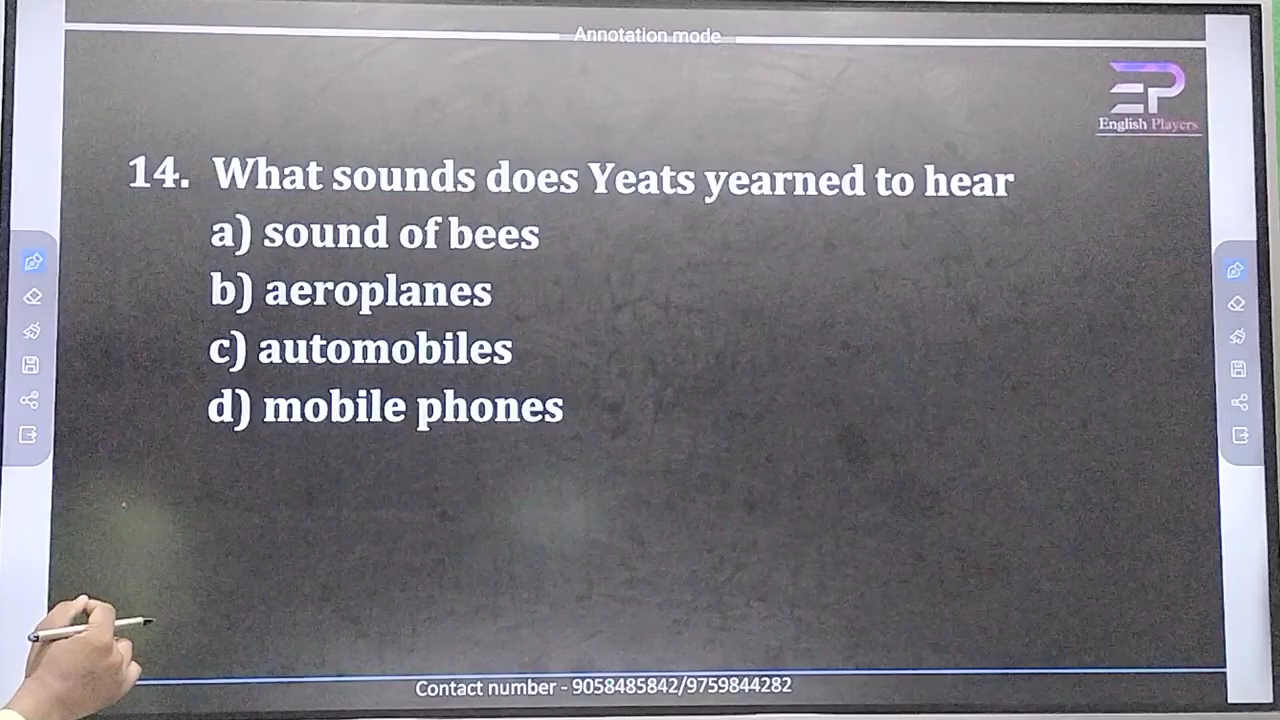 Annotation mode
EP
English Players
14. What sounds does Yeats yearned to hear
a) sound of bees
b) aeroplanes
c) automobiles
d) mobile phones
Contact number - 9058485842/9759844282